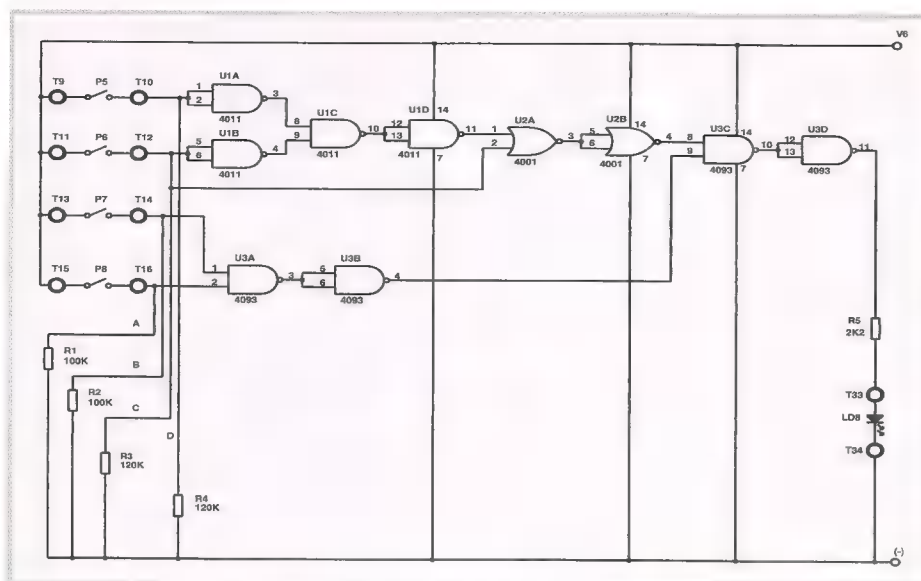 V6
U1A
T9 P5 T10
1
2
3
4011
U1C
8
9
10
4011
U1D
14
12
13
11
4011
7
U2A
1
2
3
4001
U2B
14
5
6
4
4001
7
U3C
14
8
9
10
4093
7
U3D
12
13
11
4093
U1B
T11 P6 T12
5
6
4
4011
T13 P7 T14
T15 P8 T16
U3A
1
2
3
4093
U3B
5
6
4
4093
A
R1
100K
B
R2
100K
C
R3
120K
D
R4
120K
R5
2K2
T33
LD8
T34
(-)